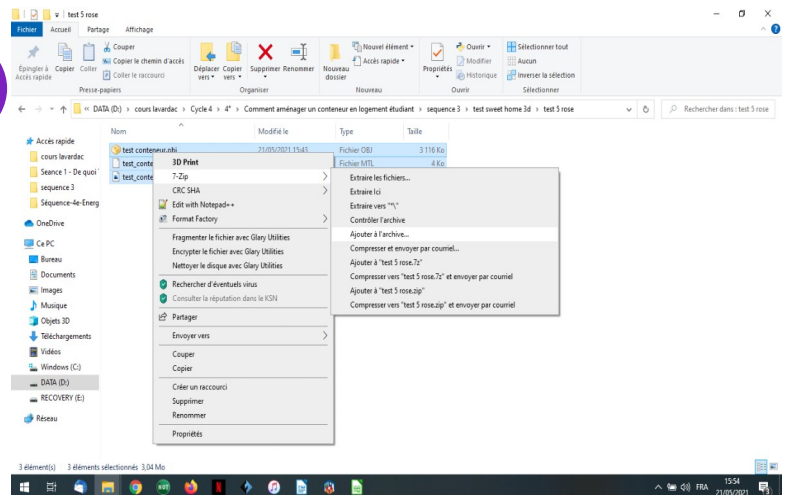 test 5 rose
Fichier Accueil Partage Affichage
Épingler à Accès rapide
Copier
Coller
Couper
Copier le chemin d'accès
Coller le raccourci
Presse-papiers
Déplacer vers
Copier vers
Supprimer
Renommer
Organiser
Nouveau dossier
Nouvel élément
Accès rapide
Nouveau
Propriétés
Ouvrir
Modifier
Historique
Ouvrir
Sélectionner tout
Aucun
Inverser la sélection
Sélectionner
« DATA (D:) › cours lavardac › Cycle 4 › 4° › Comment aménager un conteneur en logement étudiant › sequence 3 › test sweet home 3d › test 5 rose
Rechercher dans : test 5 rose
Nom Modifié le Type Taille
test conteneur.obj 21/05/2021 15:43 Fichier OBJ 3 116 Ko
test_conte Fichier MTL 4 Ko
test_conte
Accès rapide
cours lavardac
Seance 1 - De quoi
sequence 3
Séquence-4e-Energ
OneDrive
Ce PC
Bureau
Documents
Images
Musique
Objets 3D
Téléchargements
Vidéos
Windows (C:)
DATA (D:)
RECOVERY (E:)
Réseau
3D Print
7-Zip
CRC SHA
Edit with Notepad++
Format Factory
Fragmenter le fichier avec Glary Utilities
Encrypter le fichier avec Glary Utilities
Nettoyer le disque avec Glary Utilities
Rechercher d'éventuels virus
Consulter la réputation dans le KSN
Partager
Envoyer vers
Couper
Copier
Créer un raccourci
Supprimer
Renommer
Propriétés
Extraire les fichiers...
Extraire Ici
Extraire vers "*\"
Contrôler l'archive
Ajouter à l'archive...
Compresser et envoyer par courriel...
Ajouter à "test 5 rose.7z"
Compresser vers "test 5 rose.7z" et envoyer par courriel
Ajouter à "test 5 rose.zip"
Compresser vers "test 5 rose.zip" et envoyer par courriel
3 élément(s) 3 éléments sélectionnés 3,04 Mo
FRA
15:54
21/05/2021